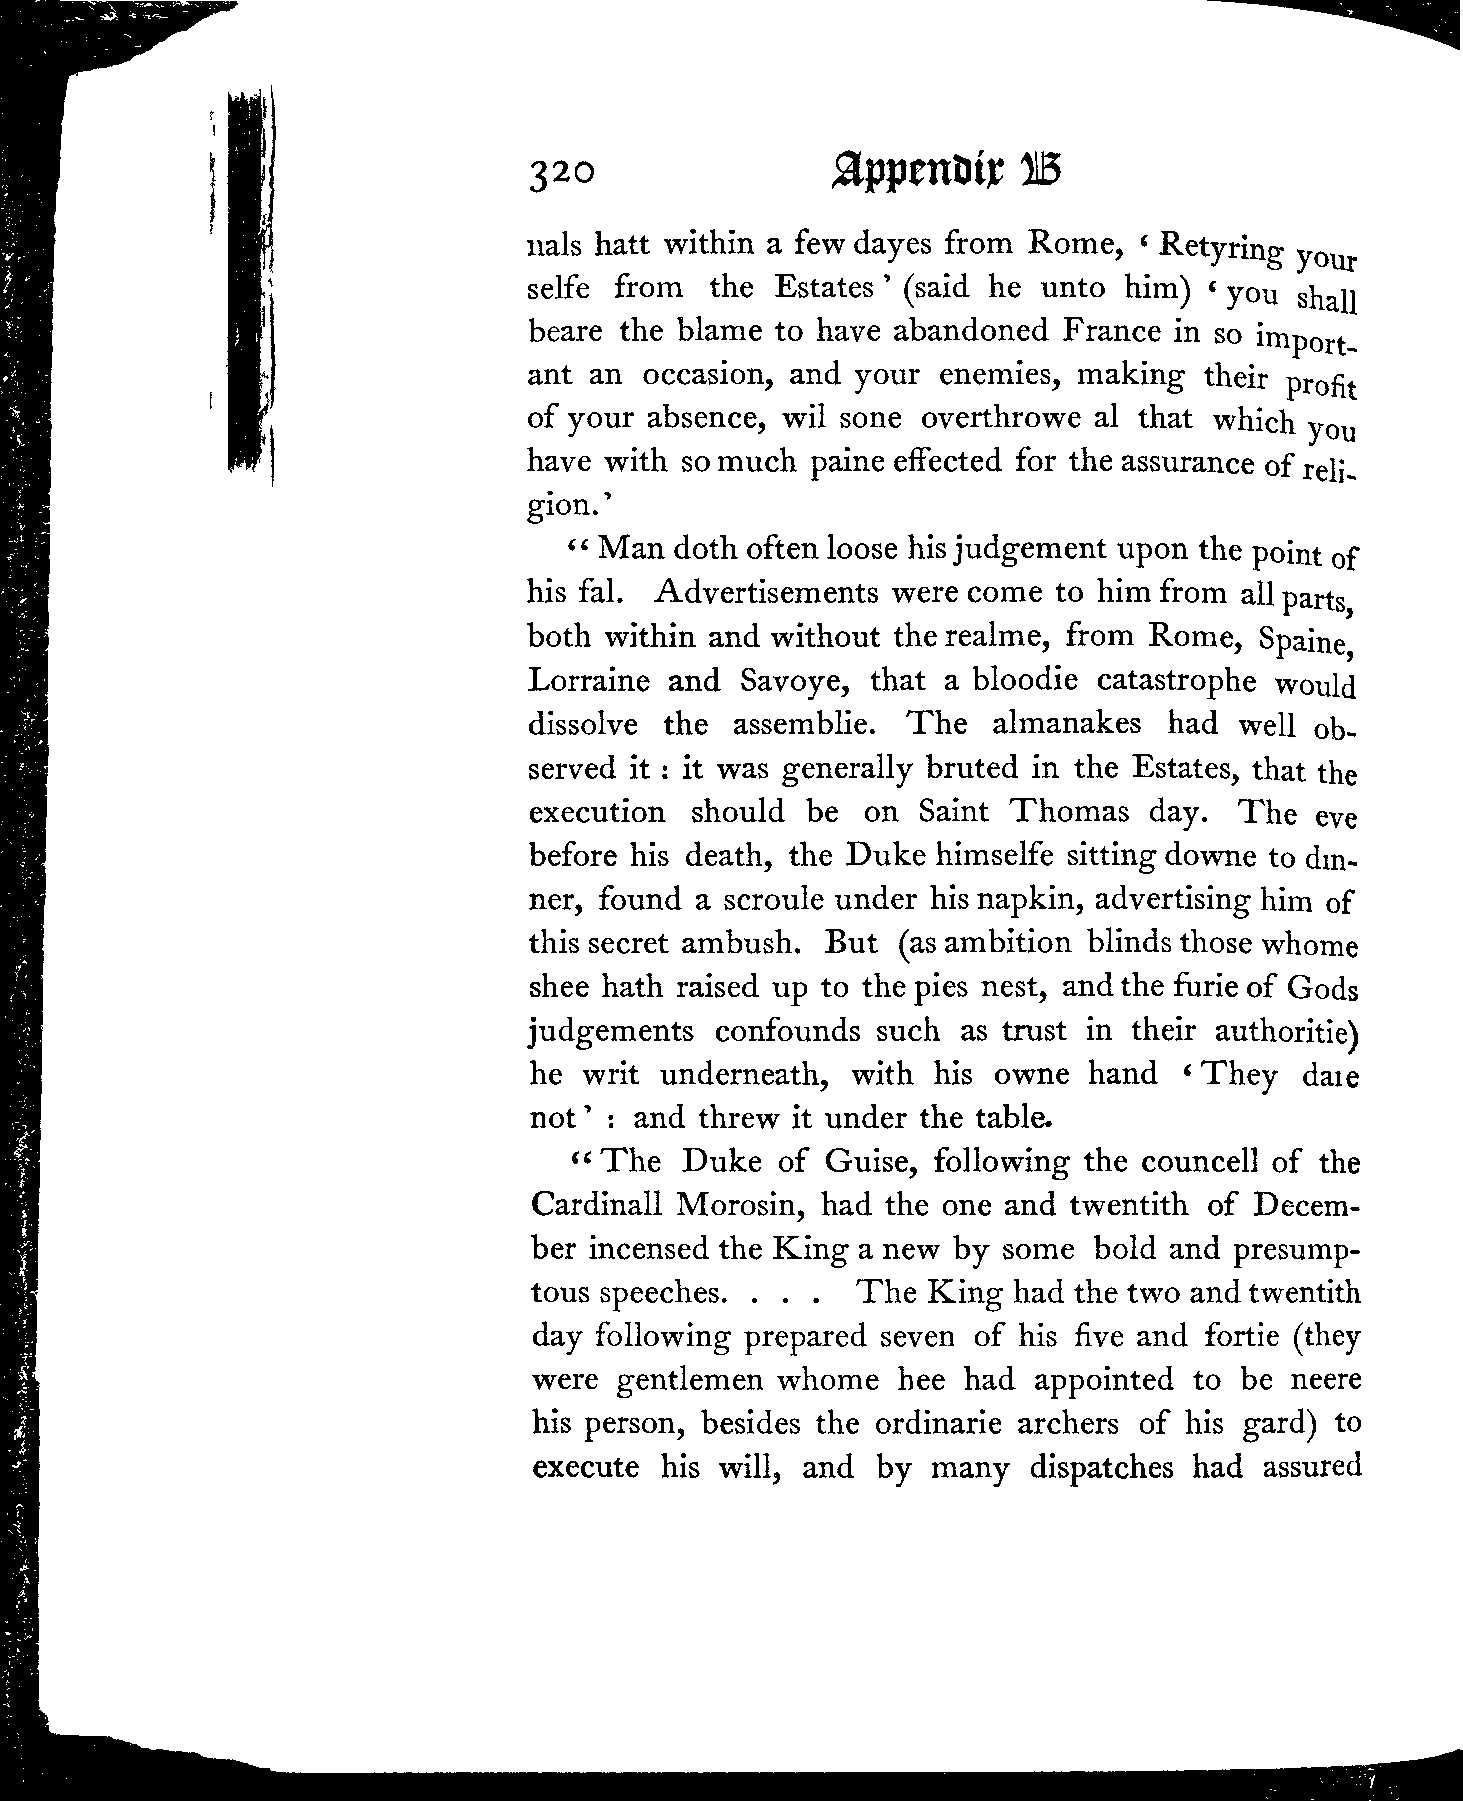 320 Appendix B
nals hatt within a few dayes from Rome, ‘ Retyring your
selfe from the Estates’ (said he unto him) ‘ you shall
beare the blame to have abandoned France in so import-
ant an occasion, and your enemies, making their profit
of your absence, wil sone overthrowe al that which you
have with so much paine effected for the assurance of reli-
gion.’
“ Man doth often loose his judgement upon the point of
his fal. Advertisements were come to him from all parts,
both within and without the realme, from Rome, Spaine,
Lorraine and Savoye, that a bloodie catastrophe would
dissolve the assemblie. The almanakes had well ob-
served it : it was generally bruted in the Estates, that the
execution should be on Saint Thomas day. The eve
before his death, the Duke himselfe sitting downe to din-
ner, found a scroule under his napkin, advertising him of
this secret ambush. But (as ambition blinds those whome
shee hath raised up to the pies nest, and the furie of Gods
judgements confounds such as trust in their authoritie)
he writ underneath, with his owne hand ‘ They dare
not’ : and threw it under the table.
“ The Duke of Guise, following the councell of the
Cardinall Morosin, had the one and twentith of Decem-
ber incensed the King a new by some bold and presump-
tous speeches. . . . The King had the two and twentith
day following prepared seven of his five and fortie (they
were gentlemen whome hee had appointed to be neere
his person, besides the ordinarie archers of his gard) to
execute his will, and by many dispatches had assured